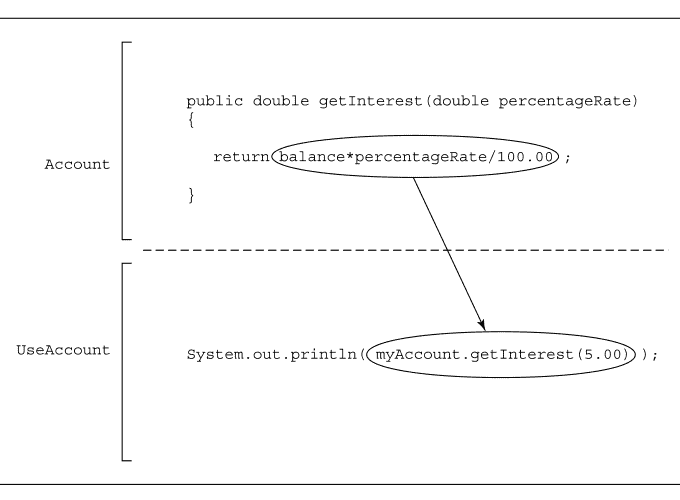 public double getInterest(double percentageRate)
{
return balance*percentageRate/100.00 ;
Account
}
UseAccount
System.out.println( myAccount.getInterest(5.00) );